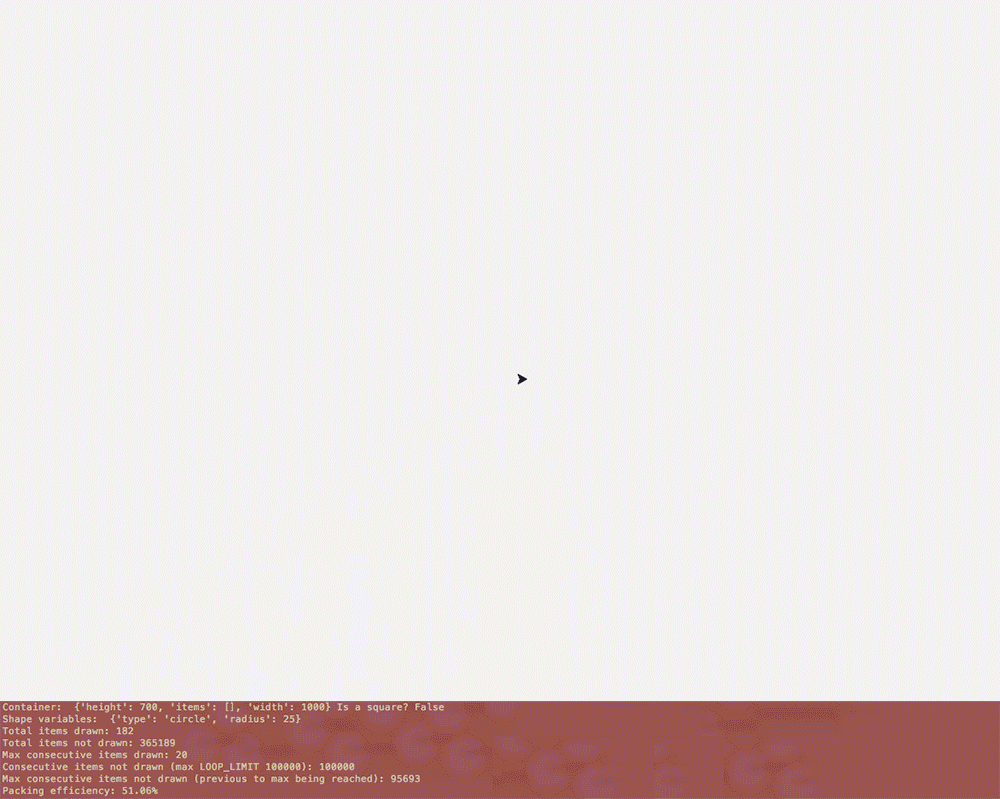 Container:  {'height': 700, 'items': [], 'width': 1000} Is a square? False
Shape variables:  {'type': 'circle', 'radius': 25}
Total items drawn: 182
Total items not drawn: 365189
Max consecutive items drawn: 20
Consecutive items not drawn (max LOOP_LIMIT 100000): 100000
Max consecutive items not drawn (previous to max being reached): 95693
Packing efficiency: 51.06%